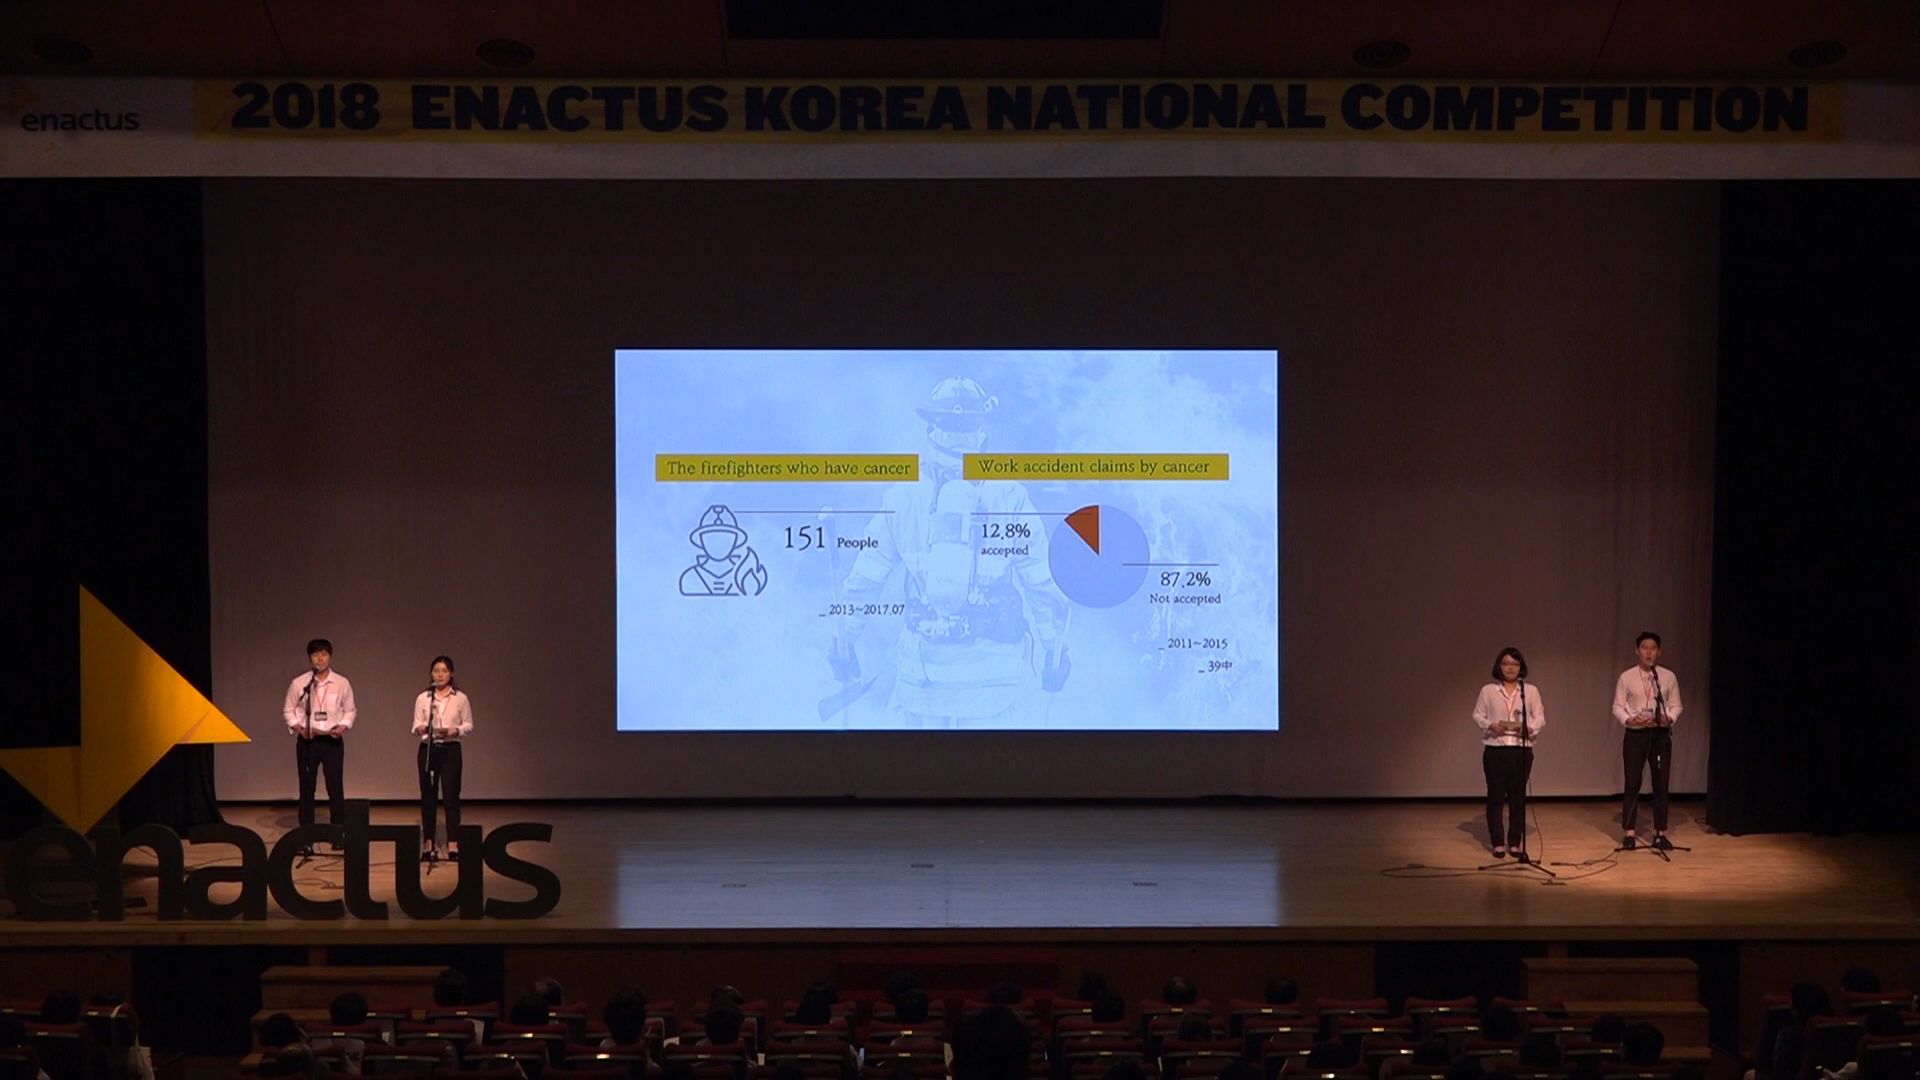 enactus
2018 ENACTUS KOREA NATIONAL COMPETITION
The firefighters who have cancer
151 People
_ 2013~2017.07
Work accident claims by cancer
12.8%
accepted
87.2%
Not accepted
_ 2011~2015
_ 39中
enactus